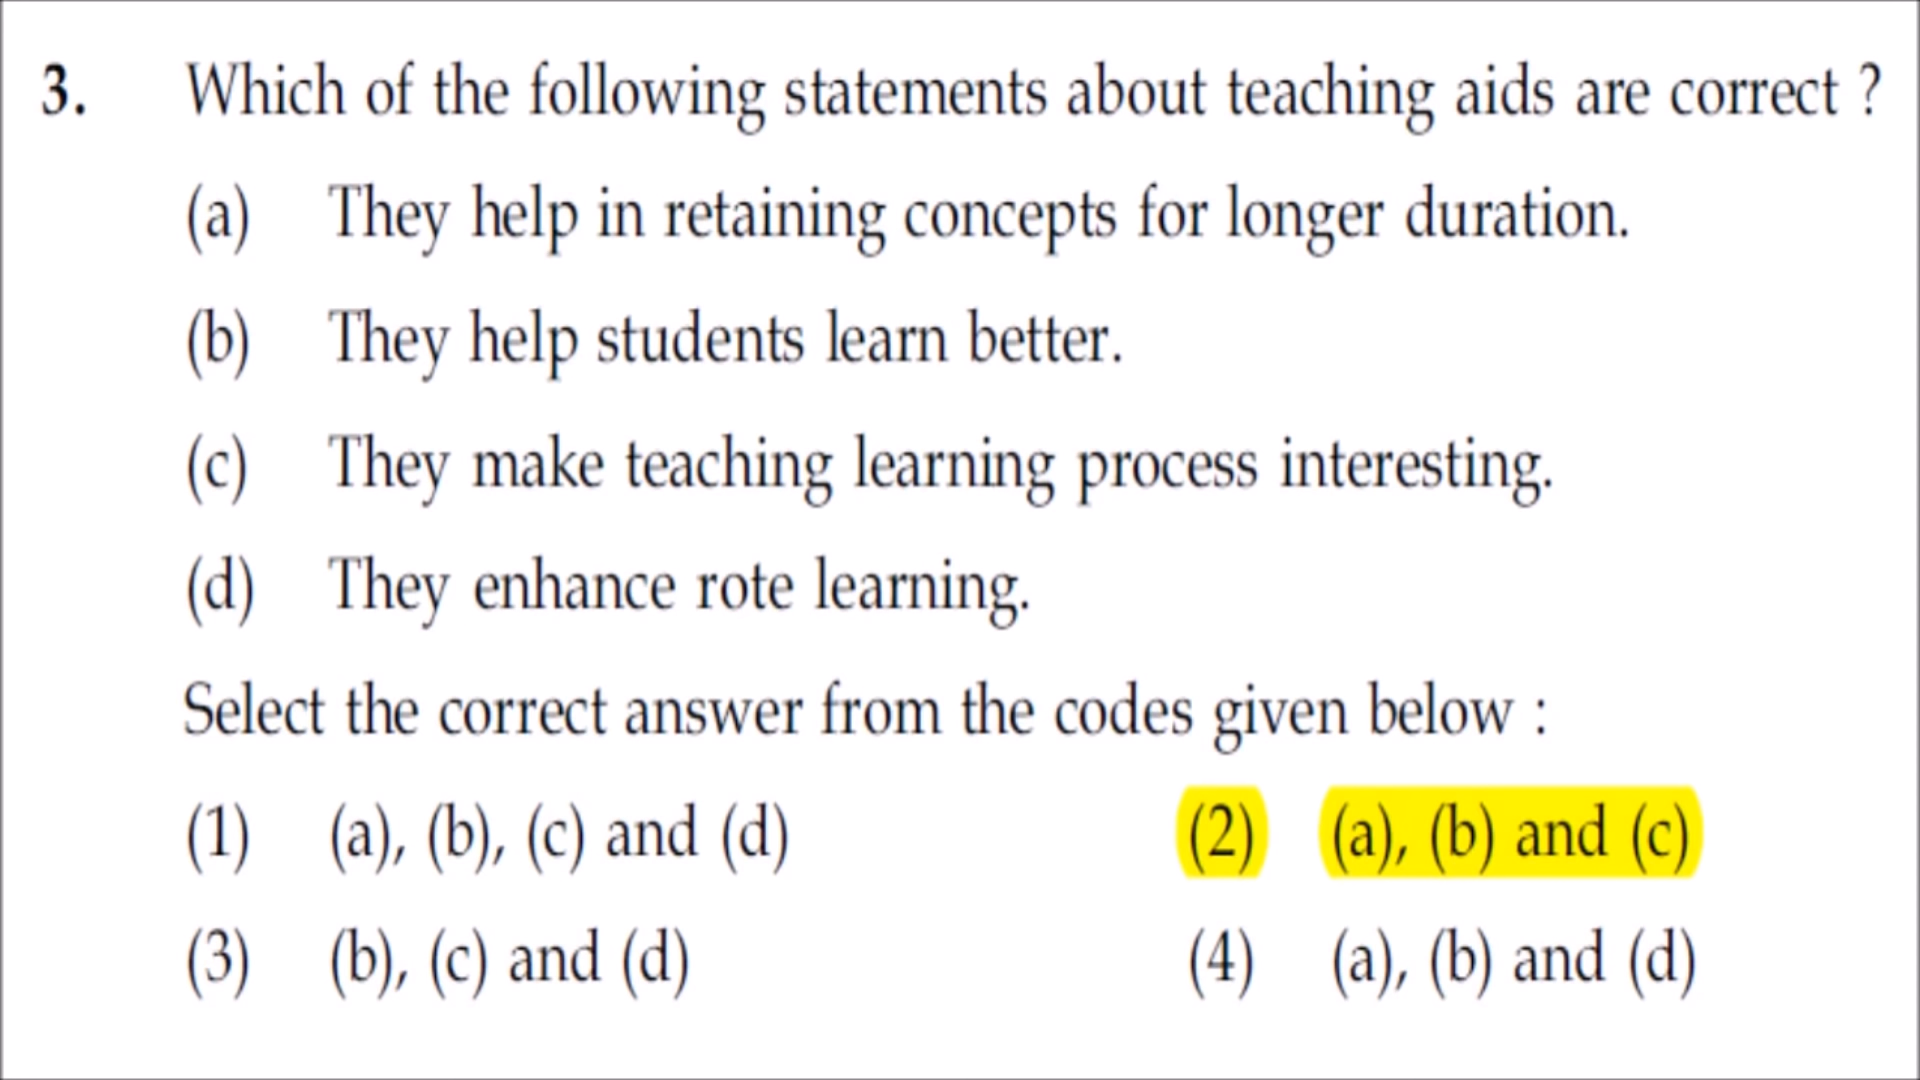 3. Which of the following statements about teaching aids are correct ?
(a) They help in retaining concepts for longer duration.
(b) They help students learn better.
(c) They make teaching learning process interesting.
(d) They enhance rote learning.
Select the correct answer from the codes given below :
(1) (a), (b), (c) and (d) (2) (a), (b) and (c)
(3) (b), (c) and (d) (4) (a), (b) and (d)